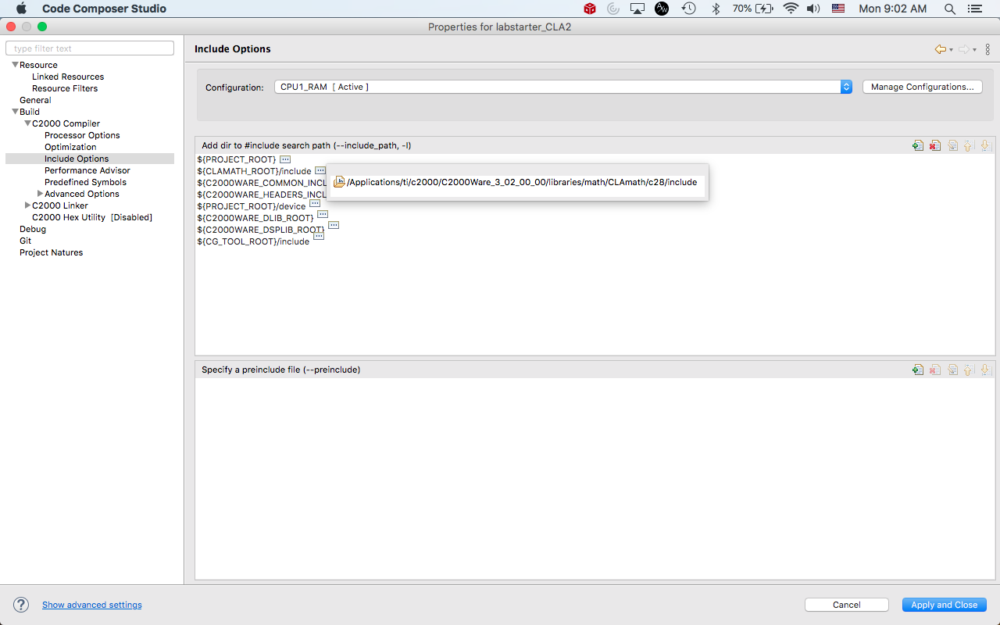 Code Composer Studio
70%
Mon 9:02 AM
Properties for labstarter_CLA2
type filter text
Resource
Linked Resources
Resource Filters
General
Build
C2000 Compiler
Processor Options
Optimization
Include Options
Performance Advisor
Predefined Symbols
Advanced Options
C2000 Linker
C2000 Hex Utility [Disabled]
Debug
Git
Project Natures
Include Options
Configuration:
CPU1_RAM [ Active ]
Manage Configurations...
Add dir to #include search path (--include_path, -I)
${PROJECT_ROOT}
${CLAMATH_ROOT}/include
${C2000WARE_COMMON_INCL
${C2000WARE_HEADERS_INCL
${PROJECT_ROOT}/device
${C2000WARE_DLIB_ROOT}
${C2000WARE_DSPLIB_ROOT}
${CG_TOOL_ROOT}/include
/Applications/ti/c2000/C2000Ware_3_02_00_00/libraries/math/CLAmath/c28/include
Specify a preinclude file (--preinclude)
?
Show advanced settings
Cancel
Apply and Close